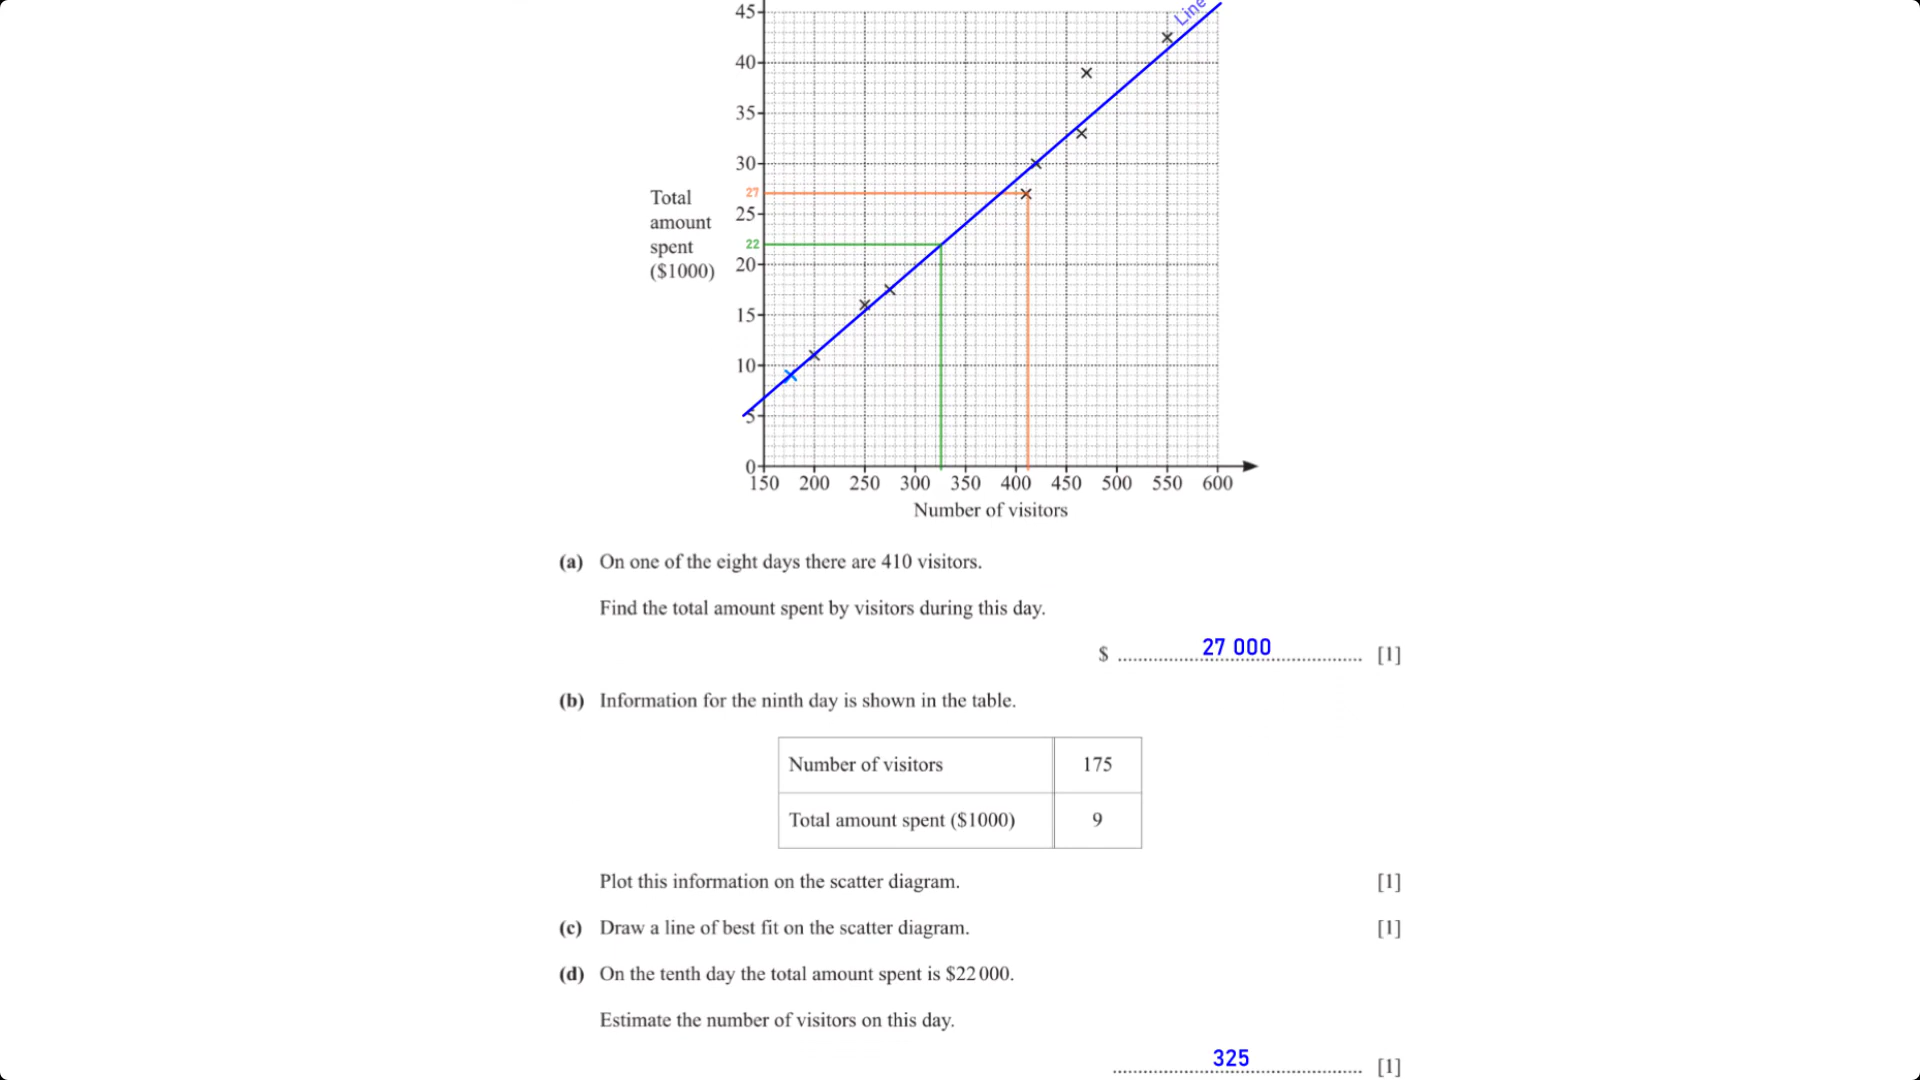 45
Line
40
35
30
Total
amount
spent
($1000)
27
25
22
20
15
10
5
0
150 200 250 300 350 400 450 500 550 600
Number of visitors
(a) On one of the eight days there are 410 visitors.
Find the total amount spent by visitors during this day.
$ 27 000 [1]
(b) Information for the ninth day is shown in the table.
Number of visitors 175
Total amount spent ($1000) 9
Plot this information on the scatter diagram. [1]
(c) Draw a line of best fit on the scatter diagram. [1]
(d) On the tenth day the total amount spent is $22 000.
Estimate the number of visitors on this day.
325 [1]